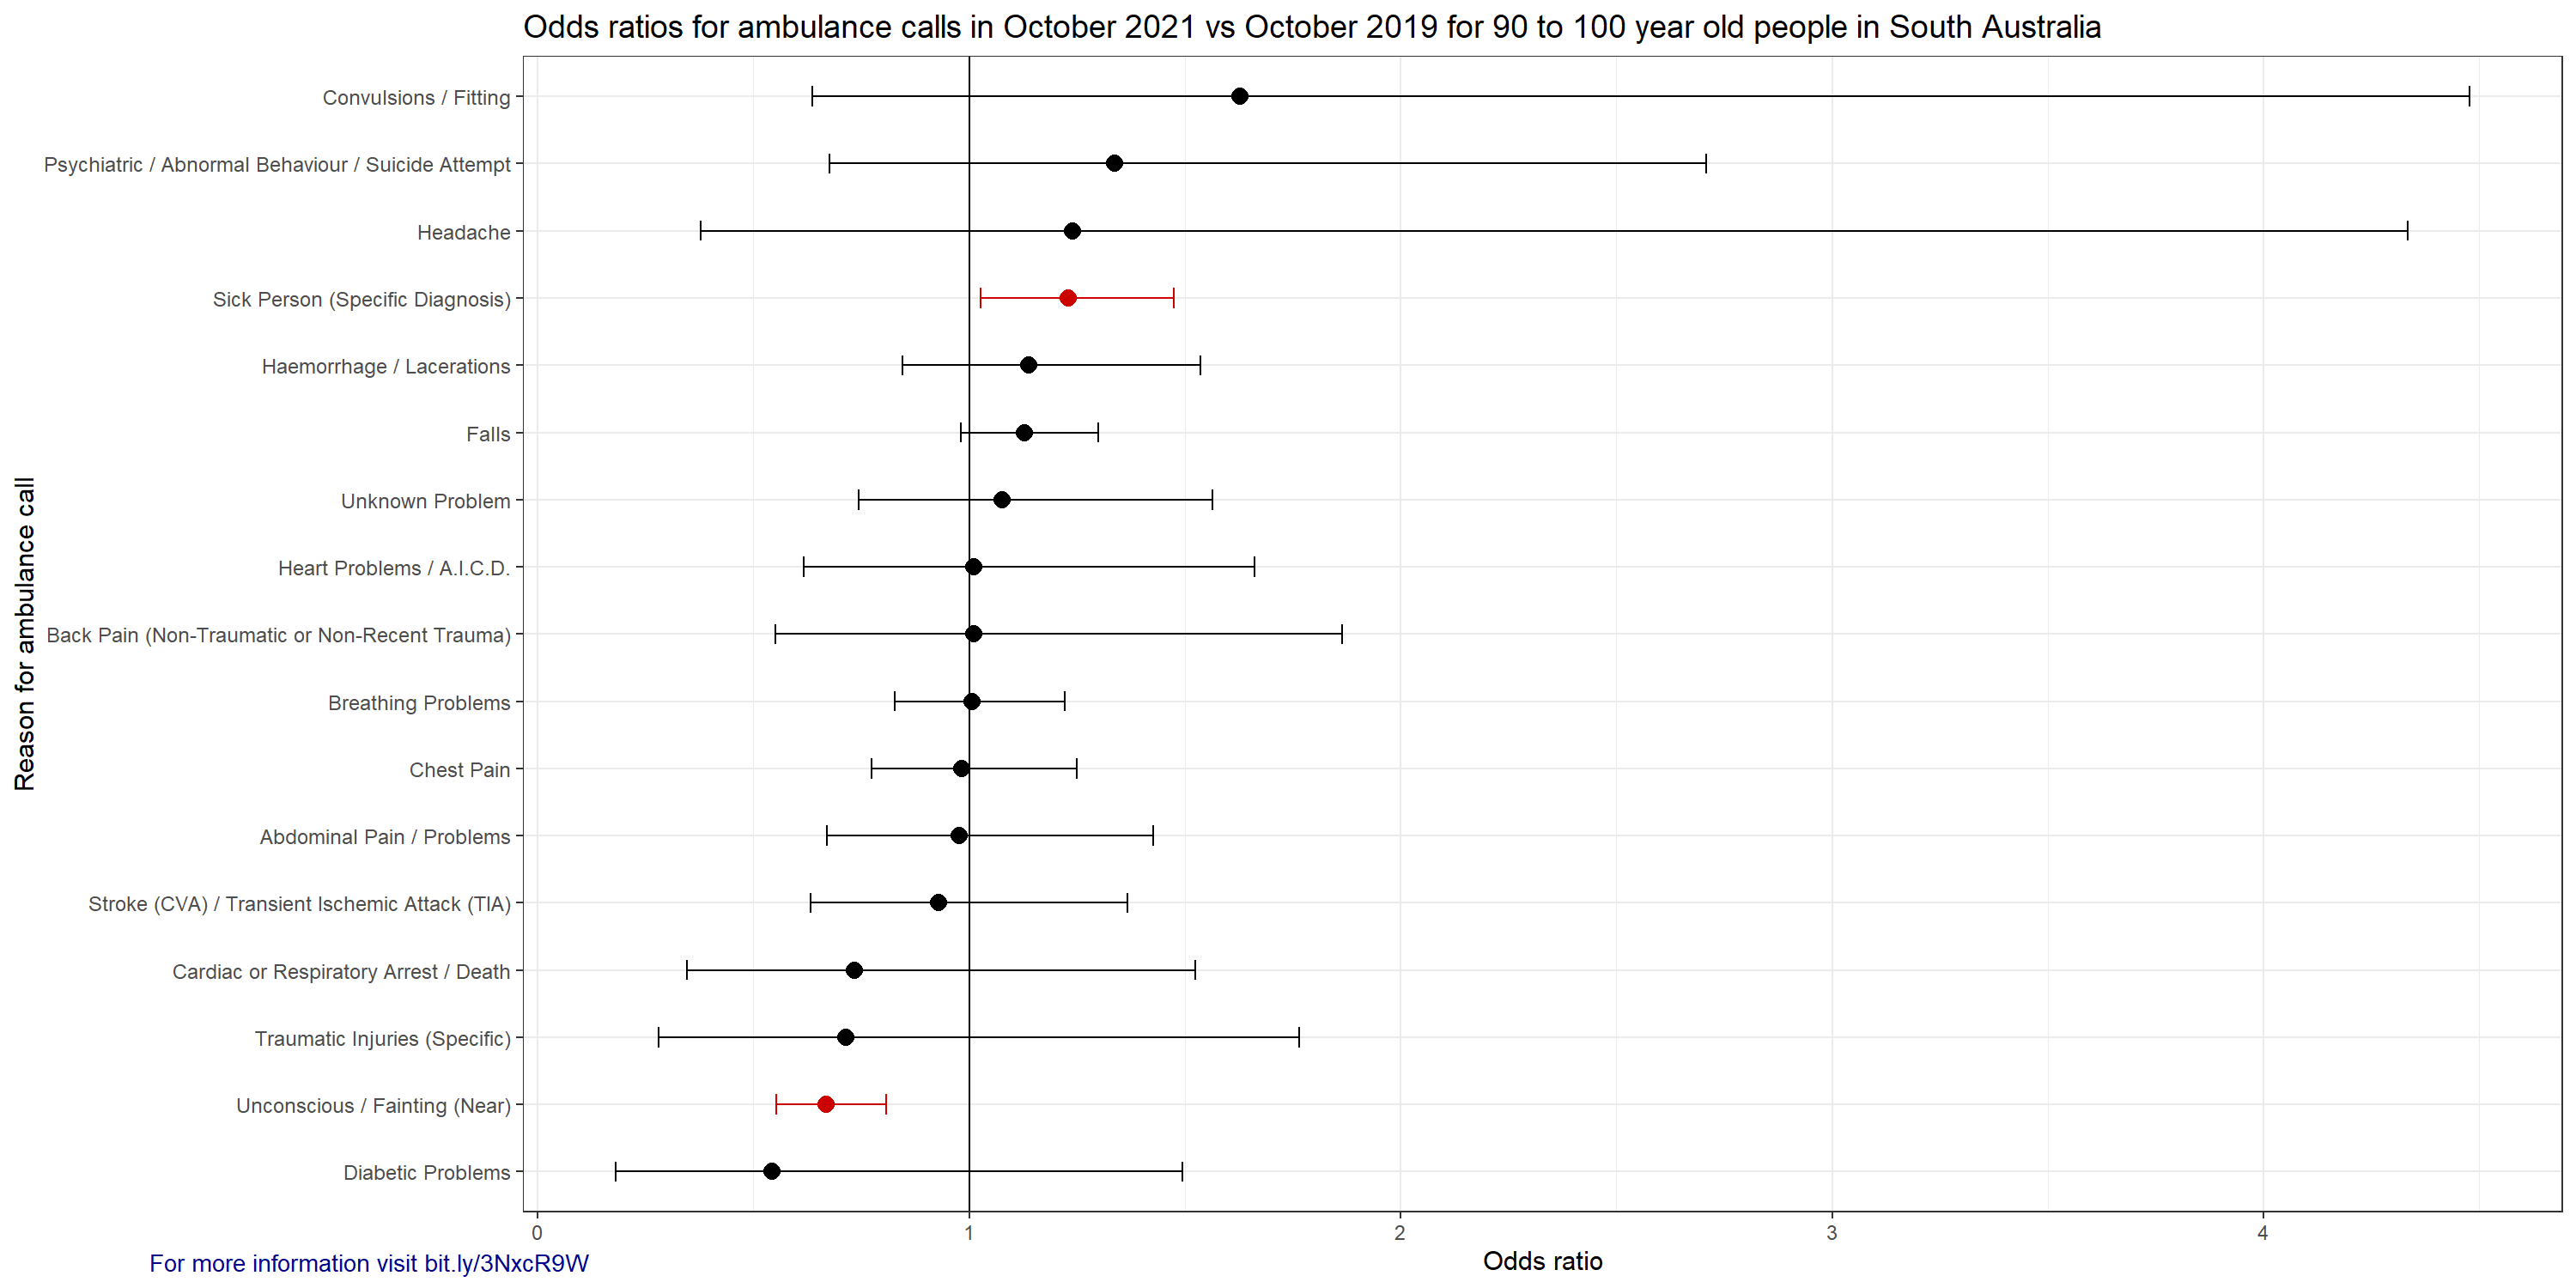 Odds ratios for ambulance calls in October 2021 vs October 2019 for 90 to 100 year old people in South Australia
Reason for ambulance call
Convulsions / Fitting
Psychiatric / Abnormal Behaviour / Suicide Attempt
Headache
Sick Person (Specific Diagnosis)
Haemorrhage / Lacerations
Falls
Unknown Problem
Heart Problems / A.I.C.D.
Back Pain (Non-Traumatic or Non-Recent Trauma)
Breathing Problems
Chest Pain
Abdominal Pain / Problems
Stroke (CVA) / Transient Ischemic Attack (TIA)
Cardiac or Respiratory Arrest / Death
Traumatic Injuries (Specific)
Unconscious / Fainting (Near)
Diabetic Problems
0 1 2 3 4
Odds ratio
For more information visit bit.ly/3NxcR9W